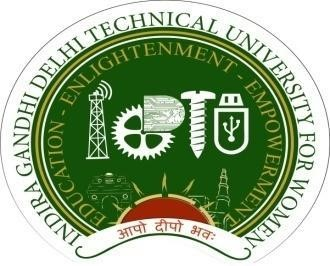 INDIRA GANDHI DELHI TECHNICAL UNIVERSITY FOR WOMEN
EDUCATION - ENLIGHTENMENT - EMPOWERMENT
IGDTU
आपो दीपो भवः